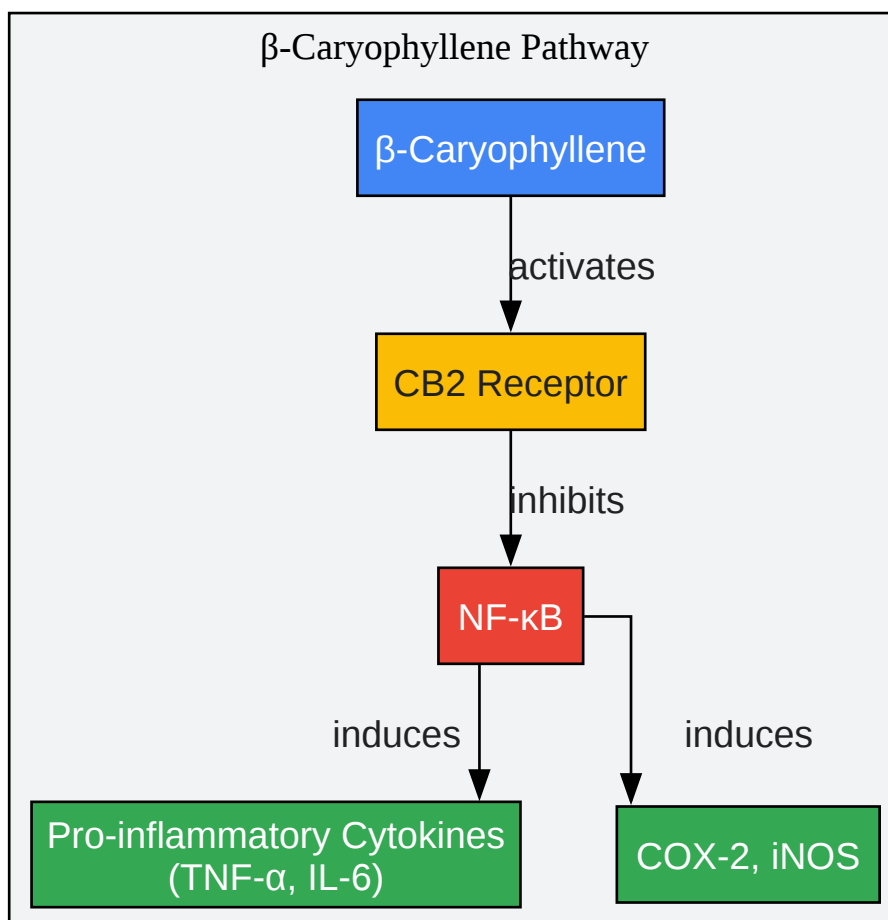 β-Caryophyllene Pathway
β-Caryophyllene
activates
CB2 Receptor
inhibits
NF-κB
induces
induces
Pro-inflammatory Cytokines
(TNF-α, IL-6)
COX-2, iNOS